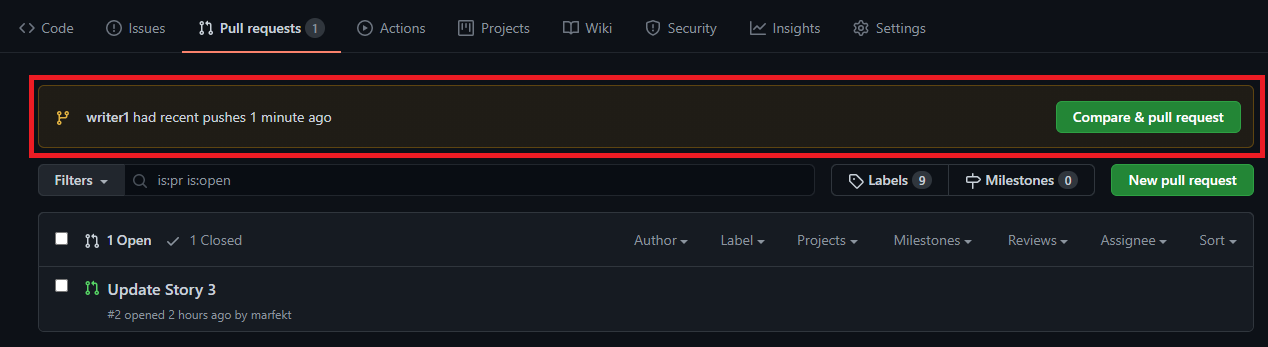 Code Issues Pull requests 1 Actions Projects Wiki Security Insights Settings
writer1 had recent pushes 1 minute ago Compare & pull request
Filters is:pr is:open Labels 9 Milestones 0 New pull request
1 Open 1 Closed Author Label Projects Milestones Reviews Assignee Sort
Update Story 3
#2 opened 2 hours ago by marfekt